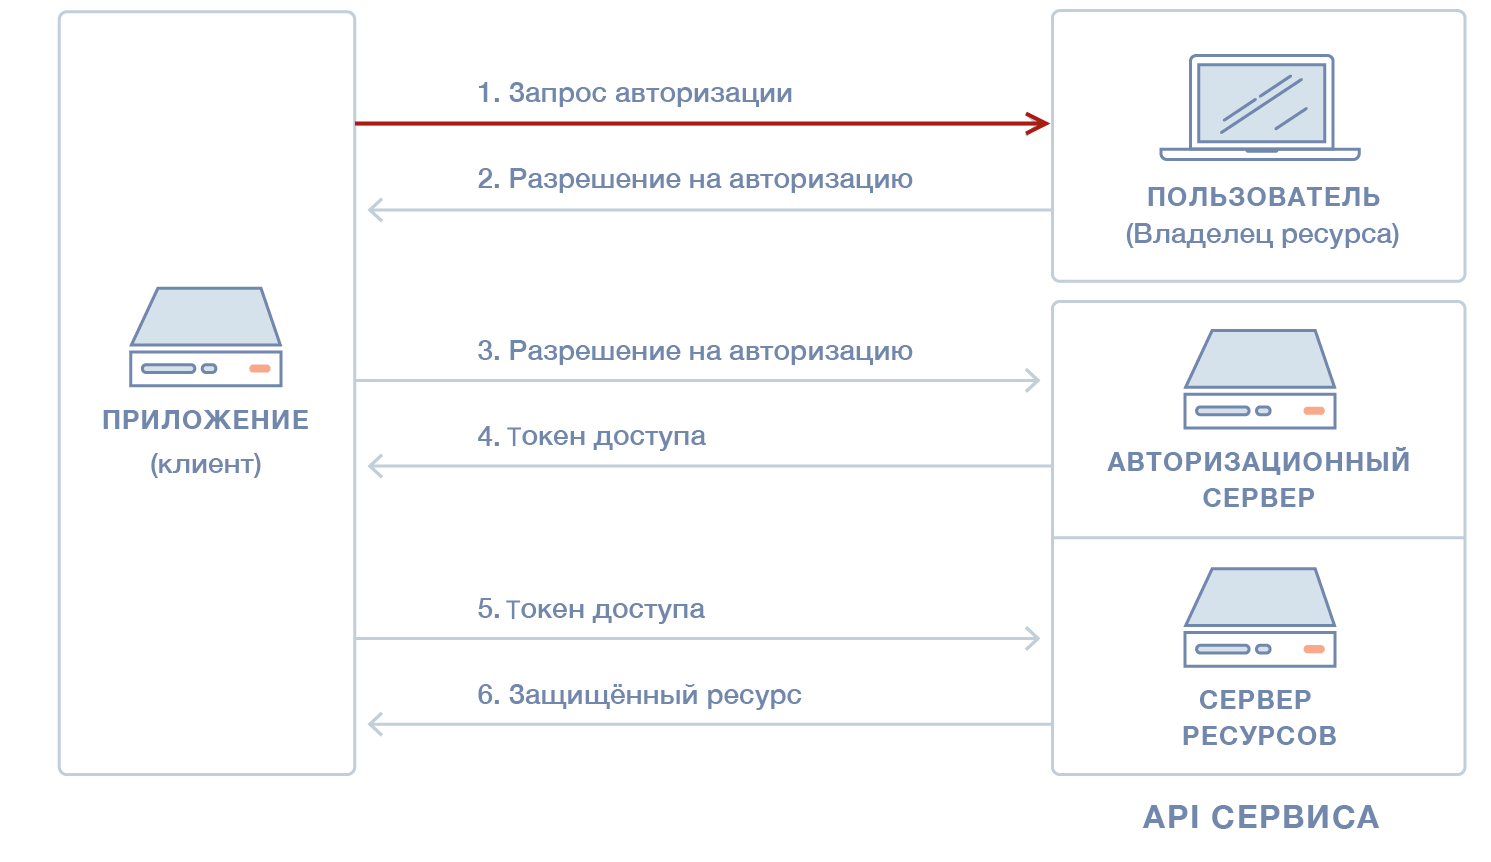 1. Запрос авторизации
2. Разрешение на авторизацию
ПОЛЬЗОВАТЕЛЬ
(Владелец ресурса)
3. Разрешение на авторизацию
ПРИЛОЖЕНИЕ
(клиент)
4. Токен доступа
АВТОРИЗАЦИОННЫЙ
СЕРВЕР
5. Токен доступа
6. Защищённый ресурс
СЕРВЕР
РЕСУРСОВ
API СЕРВИСА